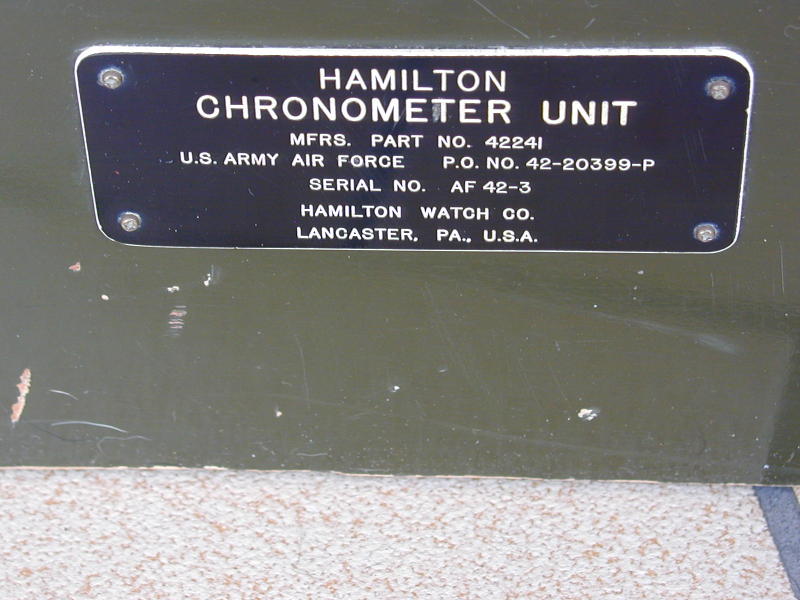 HAMILTON
CHRONOMETER UNIT
MFRS. PART NO. 42241
U.S. ARMY AIR FORCE P.O. NO. 42-20399-P
SERIAL NO. AF 42-3
HAMILTON WATCH CO.
LANCASTER, PA., U.S.A.